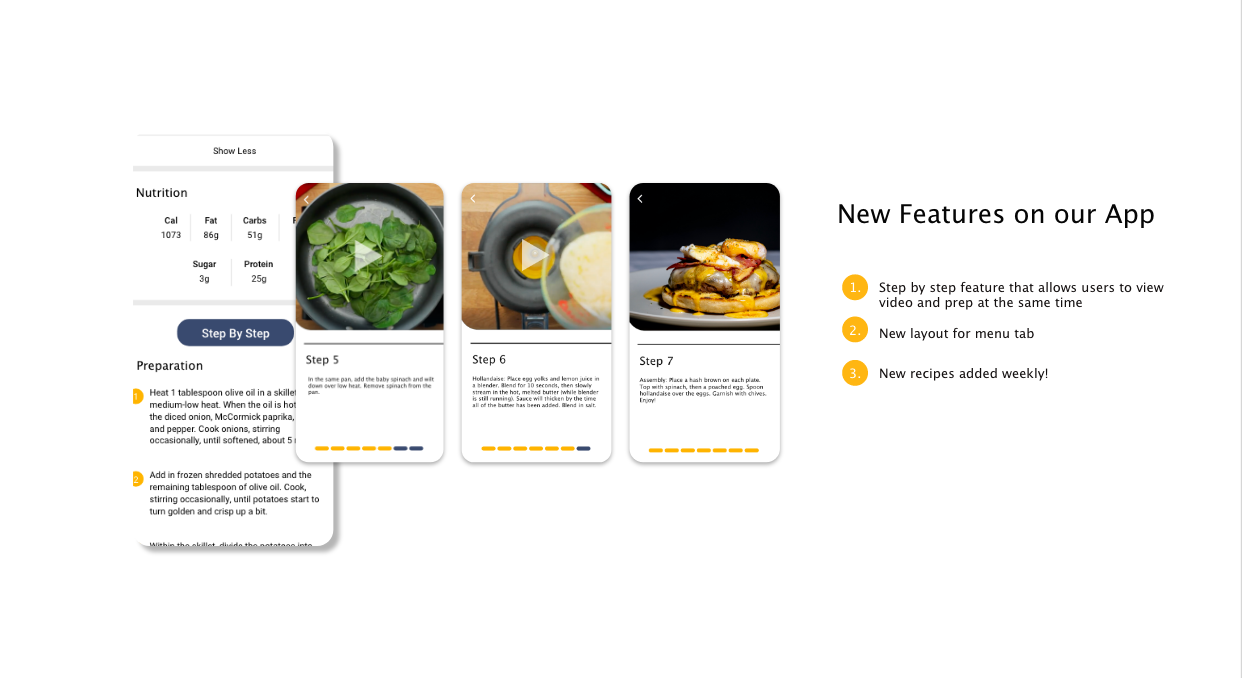 Show Less
Nutrition
Cal Fat Carbs
1073 86g 51g
Sugar Protein
3g 25g
Step By Step
Preparation
1
Heat 1 tablespoon olive oil in a skillet
medium-low heat. When the oil is hot
the diced onion, McCormick paprika,
and pepper. Cook onions, stirring
occasionally, until softened, about 5
2
Add in frozen shredded potatoes and the
remaining tablespoon of olive oil. Cook,
stirring occasionally, until potatoes start to
turn golden and crisp up a bit.
Within the skillet, divide the potatoes into
Step 5
In the same pan, add the baby spinach and wilt
down over low heat. Remove spinach from the
pan.
Step 6
Hollandaise: Place egg yolks and lemon juice in
a blender. Blend for 10 seconds, then slowly
stream in the hot, melted butter (while blender
is still running). Sauce will thicken by the time
all of the butter has been added. Blend in salt.
Step 7
Assembly: Place a hash brown on each plate.
Top with spinach, then a poached egg. Spoon
hollandaise over the eggs. Garnish with chives.
Enjoy!
New Features on our App
1. Step by step feature that allows users to view
video and prep at the same time
2. New layout for menu tab
3. New recipes added weekly!